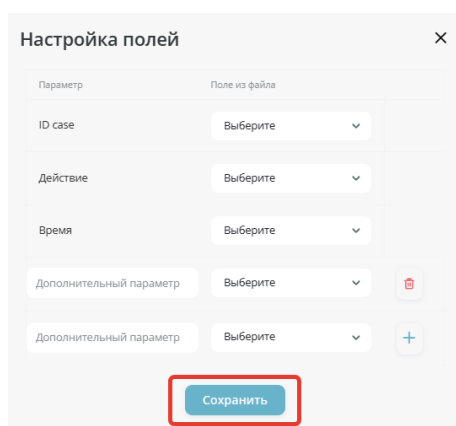 Настройка полей
Параметр Поле из файла
ID case Выберите
Действие Выберите
Время Выберите
Дополнительный параметр Выберите
Дополнительный параметр Выберите
Сохранить